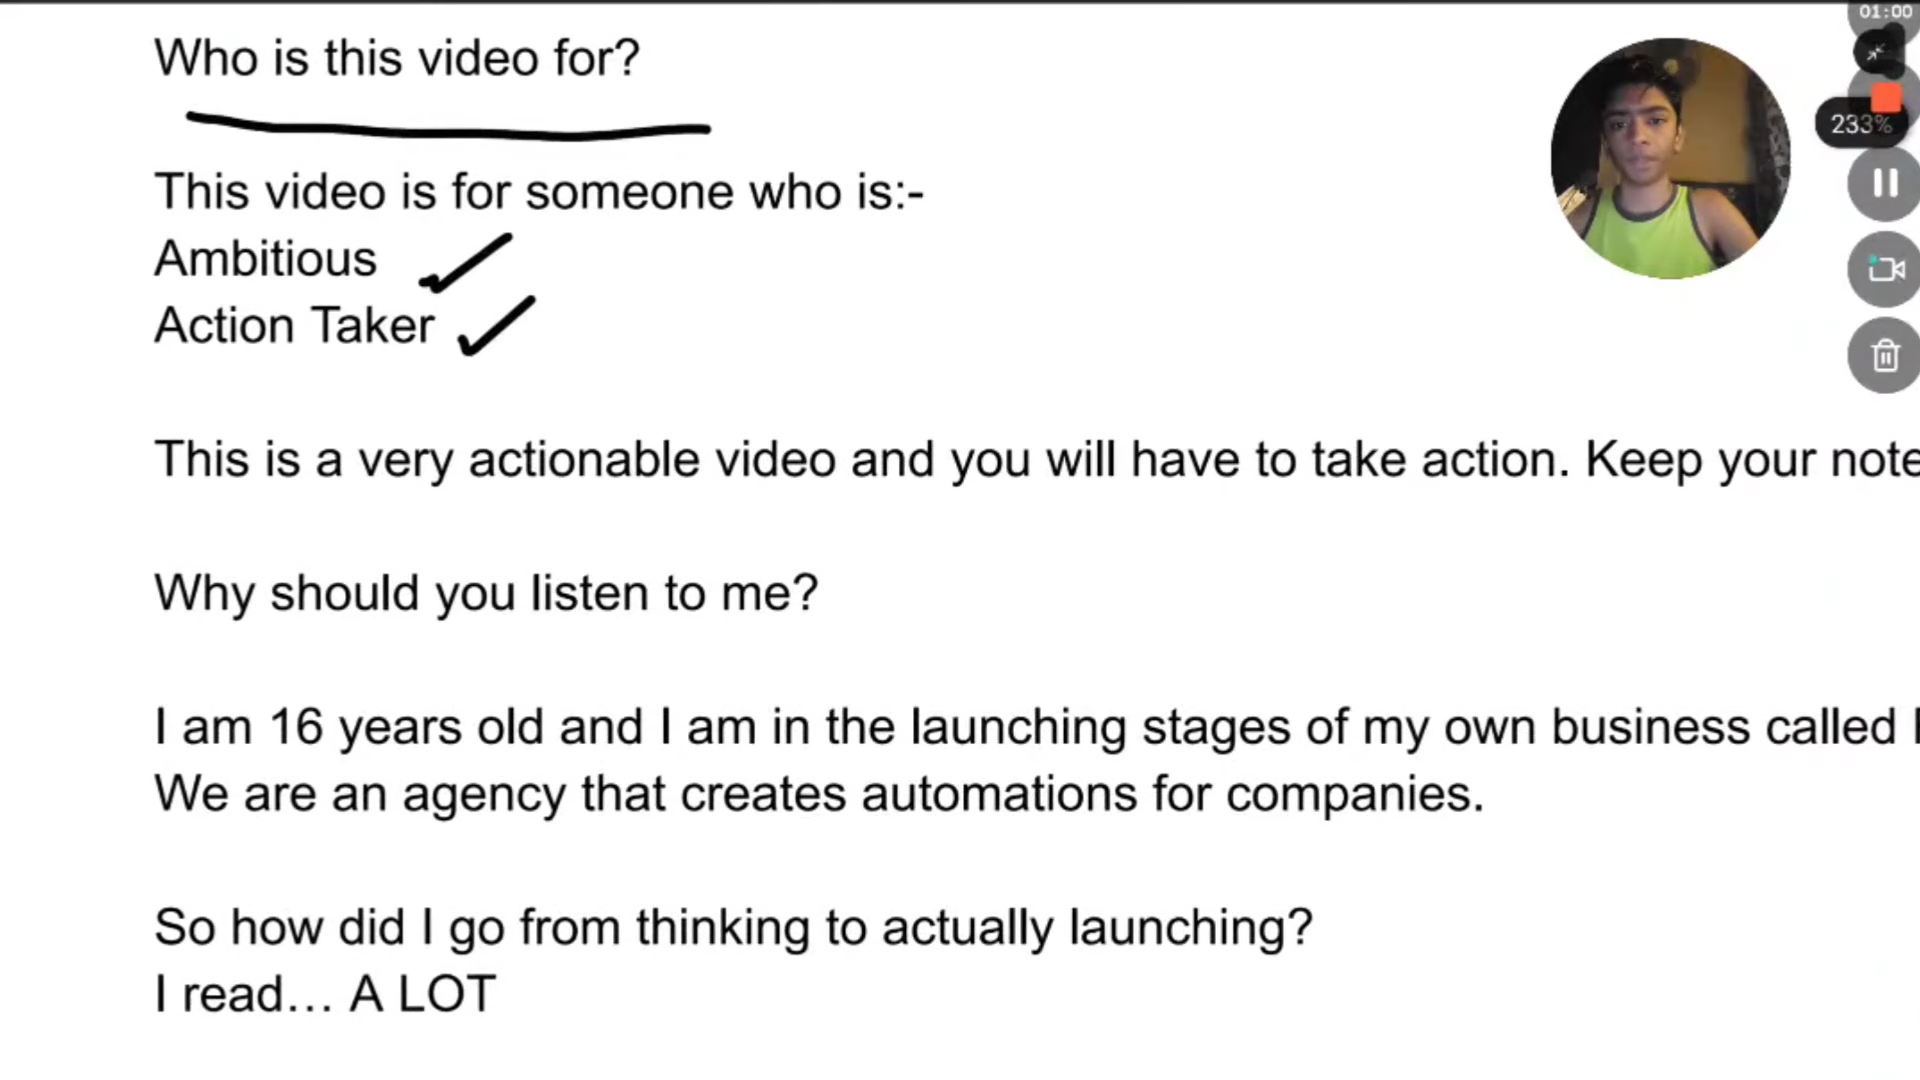 01:00
Who is this video for?
233%
This video is for someone who is:-
Ambitious
Action Taker
This is a very actionable video and you will have to take action. Keep your note
Why should you listen to me?
I am 16 years old and I am in the launching stages of my own business called
We are an agency that creates automations for companies.
So how did I go from thinking to actually launching?
I read... A LOT